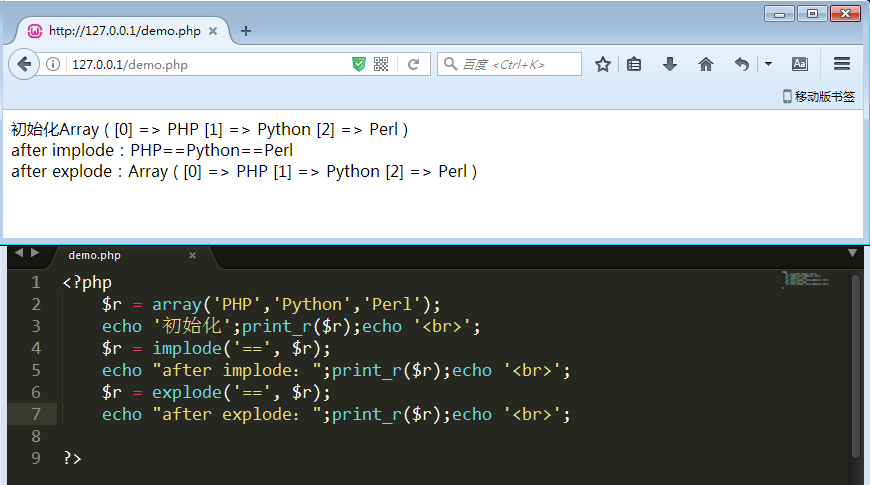 http://127.0.0.1/demo.php
127.0.0.1/demo.php
百度 <Ctrl+K>
移动版书签
初始化Array ( [0] => PHP [1] => Python [2] => Perl )
after implode：PHP==Python==Perl
after explode：Array ( [0] => PHP [1] => Python [2] => Perl )
demo.php
1 <?php
2 $r = array('PHP','Python','Perl');
3 echo '初始化';print_r($r);echo '<br>';
4 $r = implode('==', $r);
5 echo "after implode：";print_r($r);echo '<br>';
6 $r = explode('==', $r);
7 echo "after explode：";print_r($r);echo '<br>';
8
9 ?>